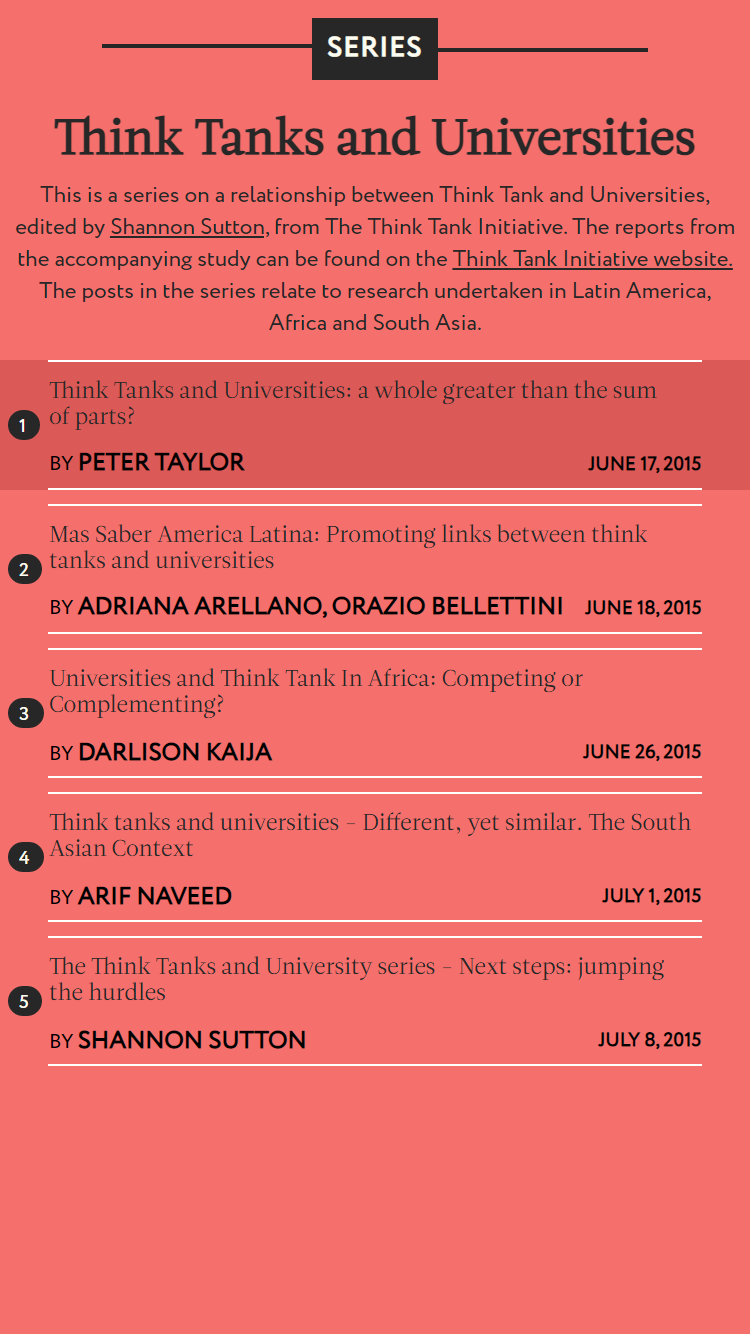 SERIES
Think Tanks and Universities
This is a series on a relationship between Think Tank and Universities,
edited by Shannon Sutton, from The Think Tank Initiative. The reports from
the accompanying study can be found on the Think Tank Initiative website.
The posts in the series relate to research undertaken in Latin America,
Africa and South Asia.
Think Tanks and Universities: a whole greater than the sum
1 of parts?
BY PETER TAYLOR JUNE 17, 2015
Mas Saber America Latina: Promoting links between think
2 tanks and universities
BY ADRIANA ARELLANO, ORAZIO BELLETTINI JUNE 18, 2015
Universities and Think Tank In Africa: Competing or
3 Complementing?
BY DARLISON KAIJA JUNE 26, 2015
Think tanks and universities – Different, yet similar. The South
4 Asian Context
BY ARIF NAVEED JULY 1, 2015
The Think Tanks and University series – Next steps: jumping
5 the hurdles
BY SHANNON SUTTON JULY 8, 2015